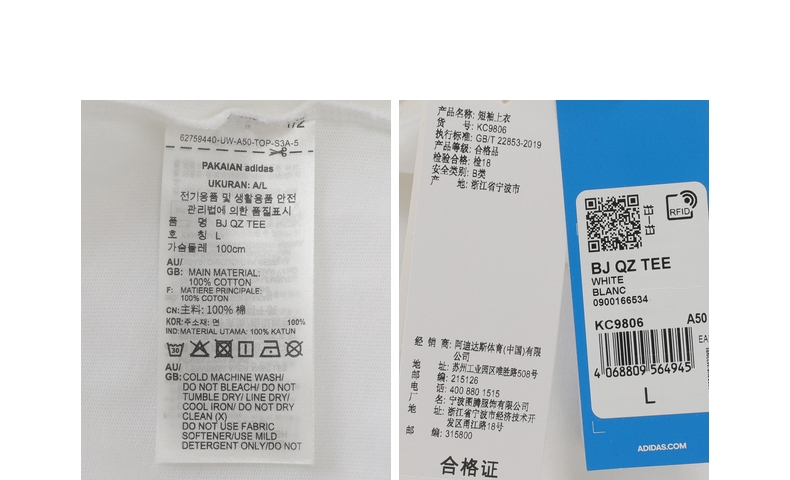 1/2
62759440-UW-A50-TOP-S3A-5
PAKAIAN adidas
UKURAN: A/L
전기용품 및 생활용품 안전
관리법에 의한 품질표시
품 명 BJ QZ TEE
호 칭 L
가슴둘레 100cm
AU/
GB: MAIN MATERIAL:
100% COTTON
F: MATIERE PRINCIPALE:
100% COTON
CN:主料: 100% 棉
KOR:주소재: 면 100%
IND:MATERIAL UTAMA: 100% KATUN
AU/
GB:COLD MACHINE WASH/
DO NOT BLEACH/ DO NOT
TUMBLE DRY/ LINE DRY/
COOL IRON/ DO NOT DRY
CLEAN (X)
DO NOT USE FABRIC
SOFTENER/USE MILD
DETERGENT ONLY/DO NOT
产品名称: 短袖上衣
货 号: KC9806
执行标准: GB/T 22853-2019
产品等级: 合格品
检验合格: 检18
安全类别: B类
产 地: 浙江省宁波市
经 销 商: 阿迪达斯体育(中国)有限
公司
地 址: 苏州工业园区唯胜路508号
邮 编: 215126
电 话: 400 880 1515
厂 名: 宁波图腾服饰有限公司
地 址: 浙江省宁波市经济技术开
发区甬江路18号
邮 编: 315800
合格证
RFID
BJ QZ TEE
WHITE
BLANC
0900166534
KC9806 A50
EA
4 068809 564945
L
ADIDAS.COM